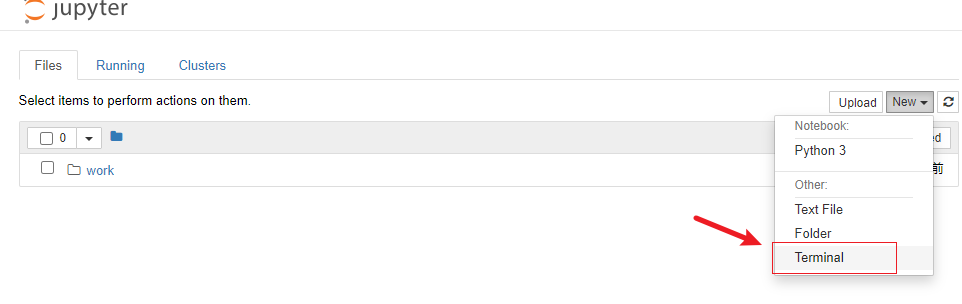 jupyter
Files Running Clusters
Select items to perform actions on them.
Upload New
0
ed
Notebook:
Python 3
work
前
Other:
Text File
Folder
Terminal